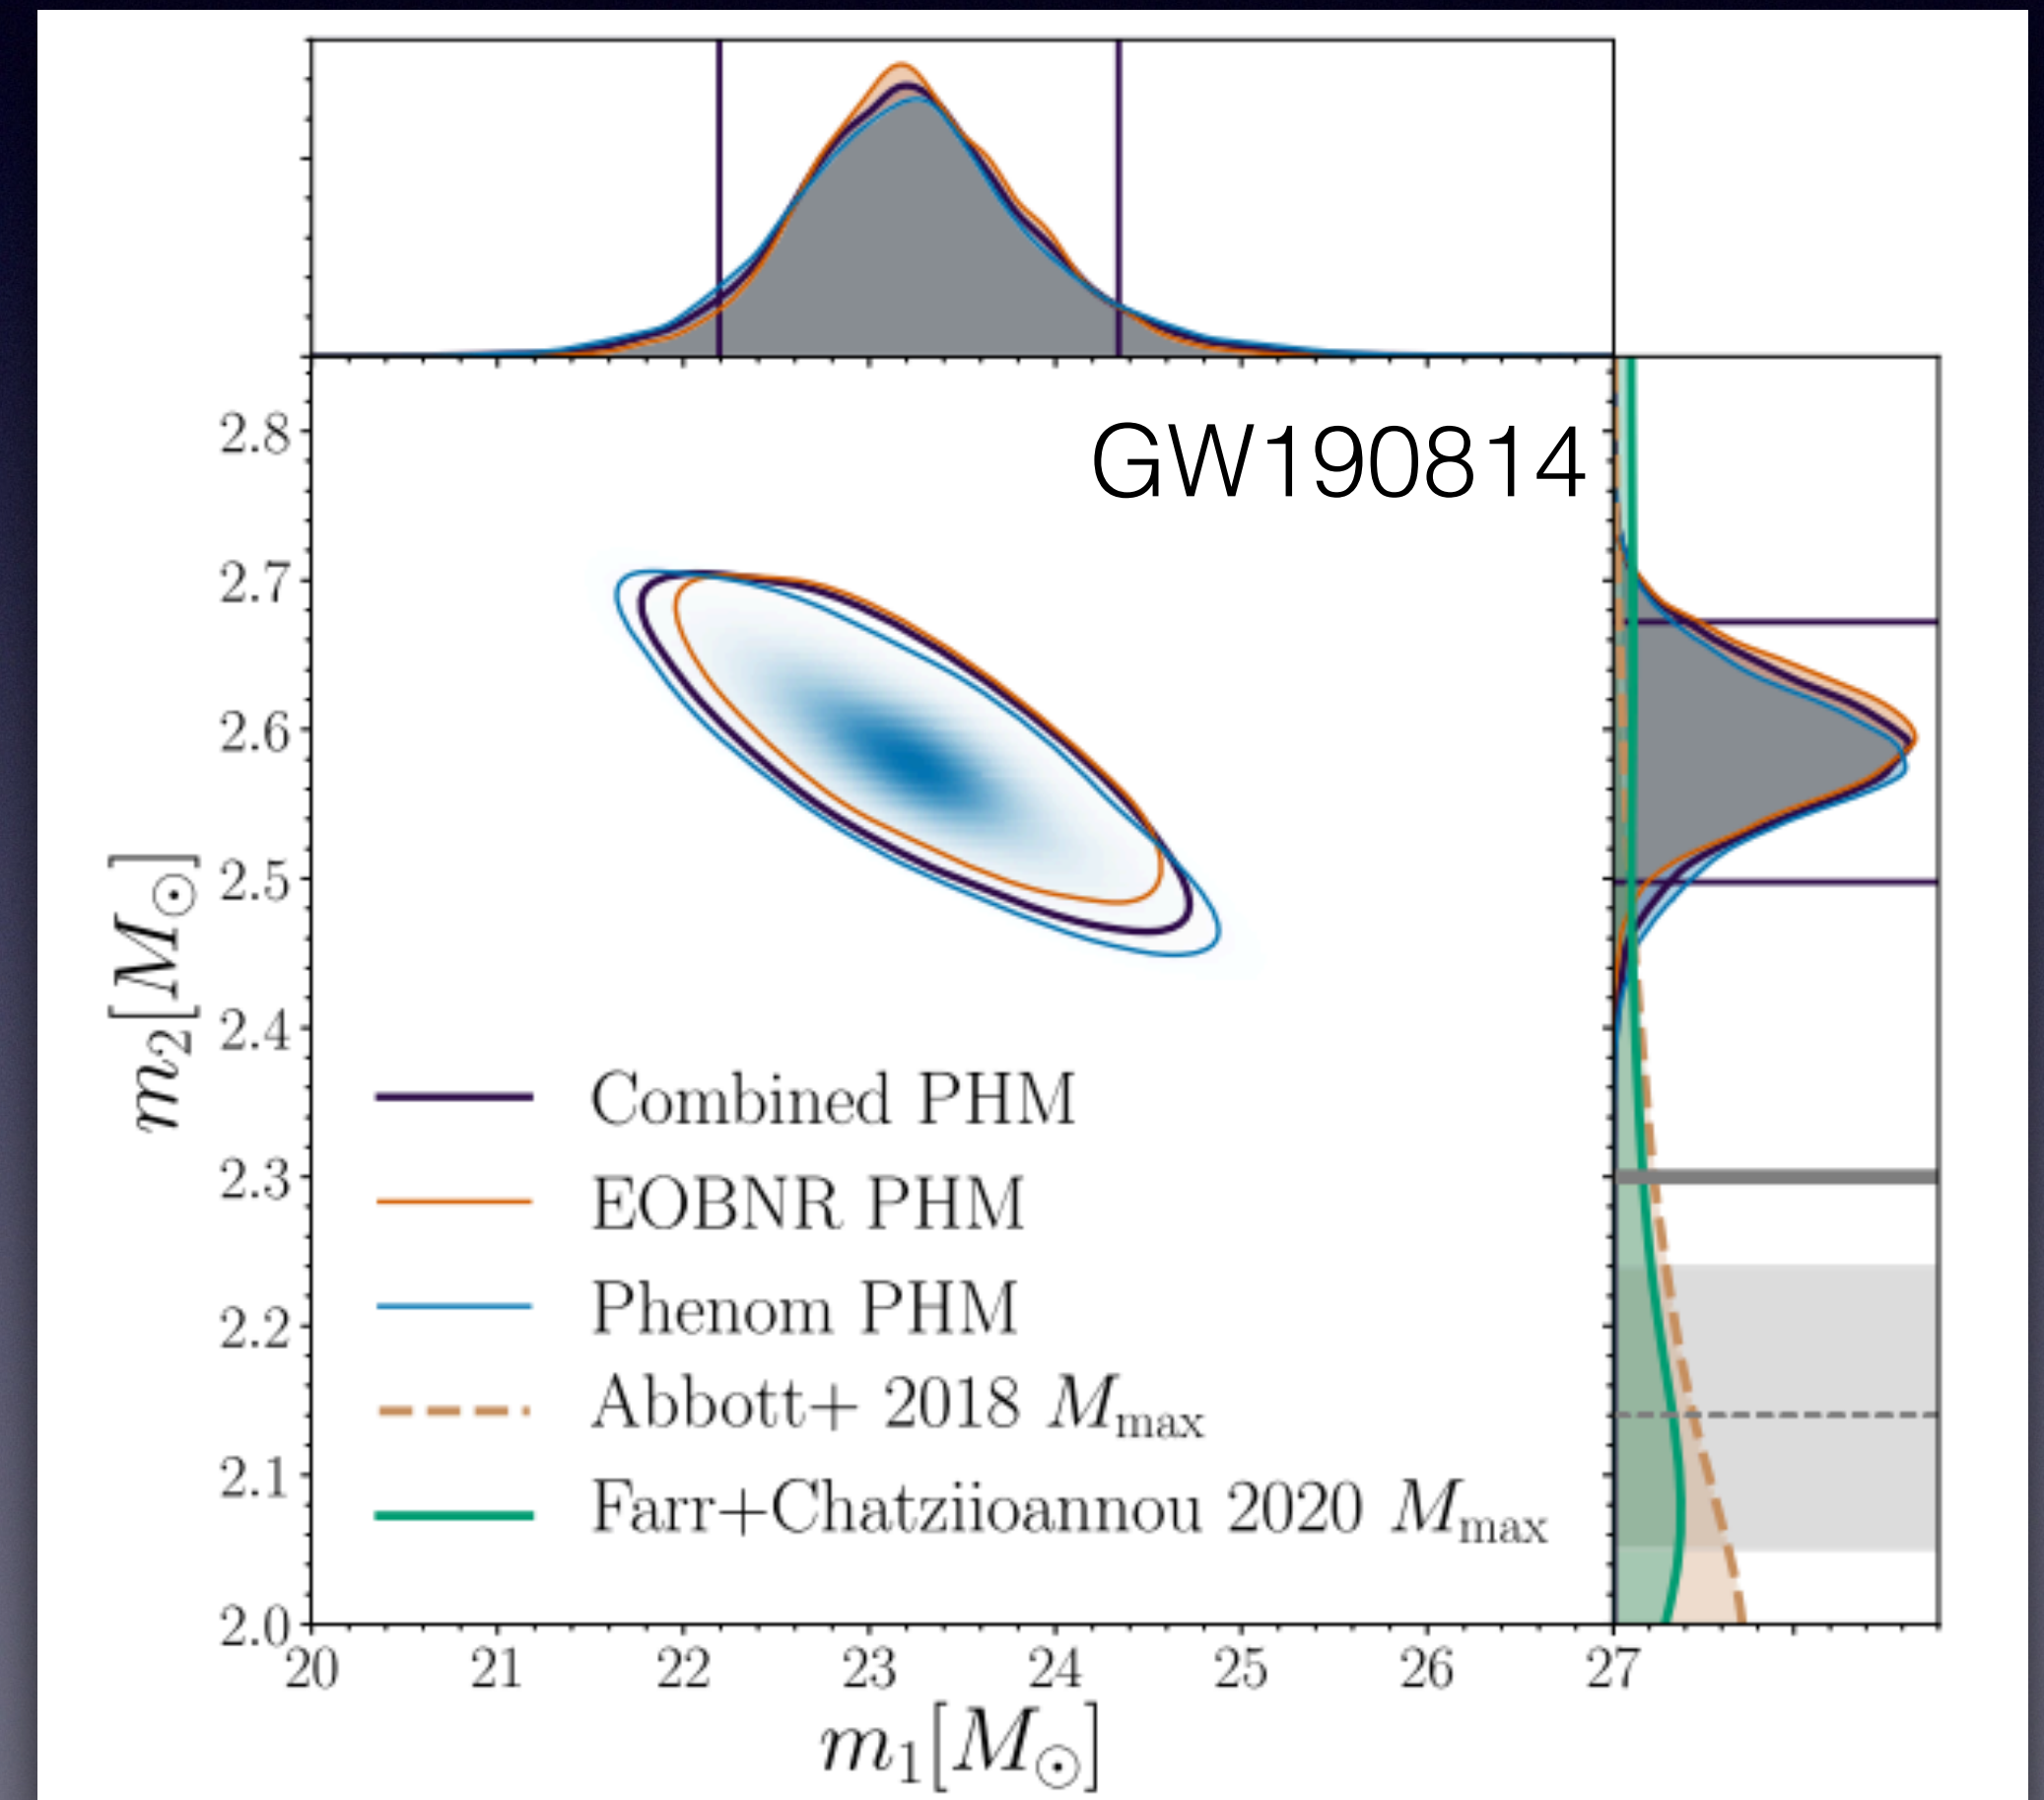 GW190814
2.8
2.7
2.6
2.5
2.4
2.3
2.2
2.1
2.0
m₂[M⊙]
Combined PHM
EOBNR PHM
Phenom PHM
Abbott+ 2018 Mmax
Farr+Chatziioannou 2020 Mmax
20 21 22 23 24 25 26 27
m₁[M⊙]